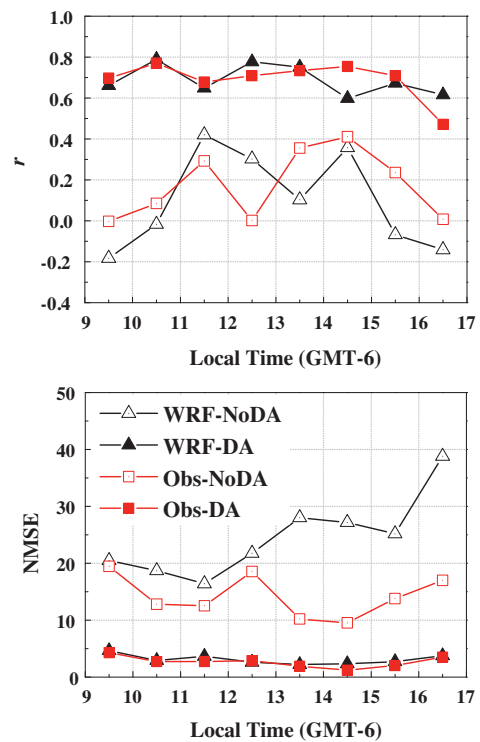 1.0
0.8
0.6
0.4
0.2
0.0
-0.2
-0.4
r
9 10 11 12 13 14 15 16 17
Local Time (GMT-6)
50
40
30
20
10
0
NMSE
WRF-NoDA
WRF-DA
Obs-NoDA
Obs-DA
9 10 11 12 13 14 15 16 17
Local Time (GMT-6)